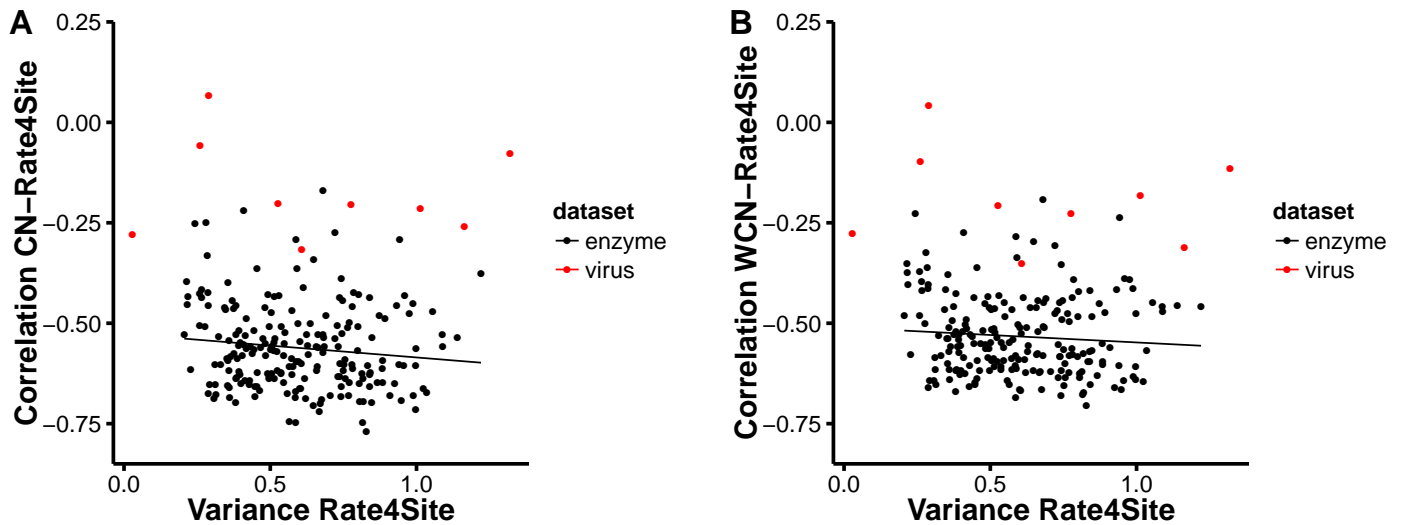 A
Correlation CN−Rate4Site
0.25
0.00
−0.25
−0.50
−0.75
0.0
0.5
1.0
Variance Rate4Site
dataset
enzyme
virus
B
Correlation WCN−Rate4Site
0.25
0.00
−0.25
−0.50
−0.75
0.0
0.5
1.0
Variance Rate4Site
dataset
enzyme
virus